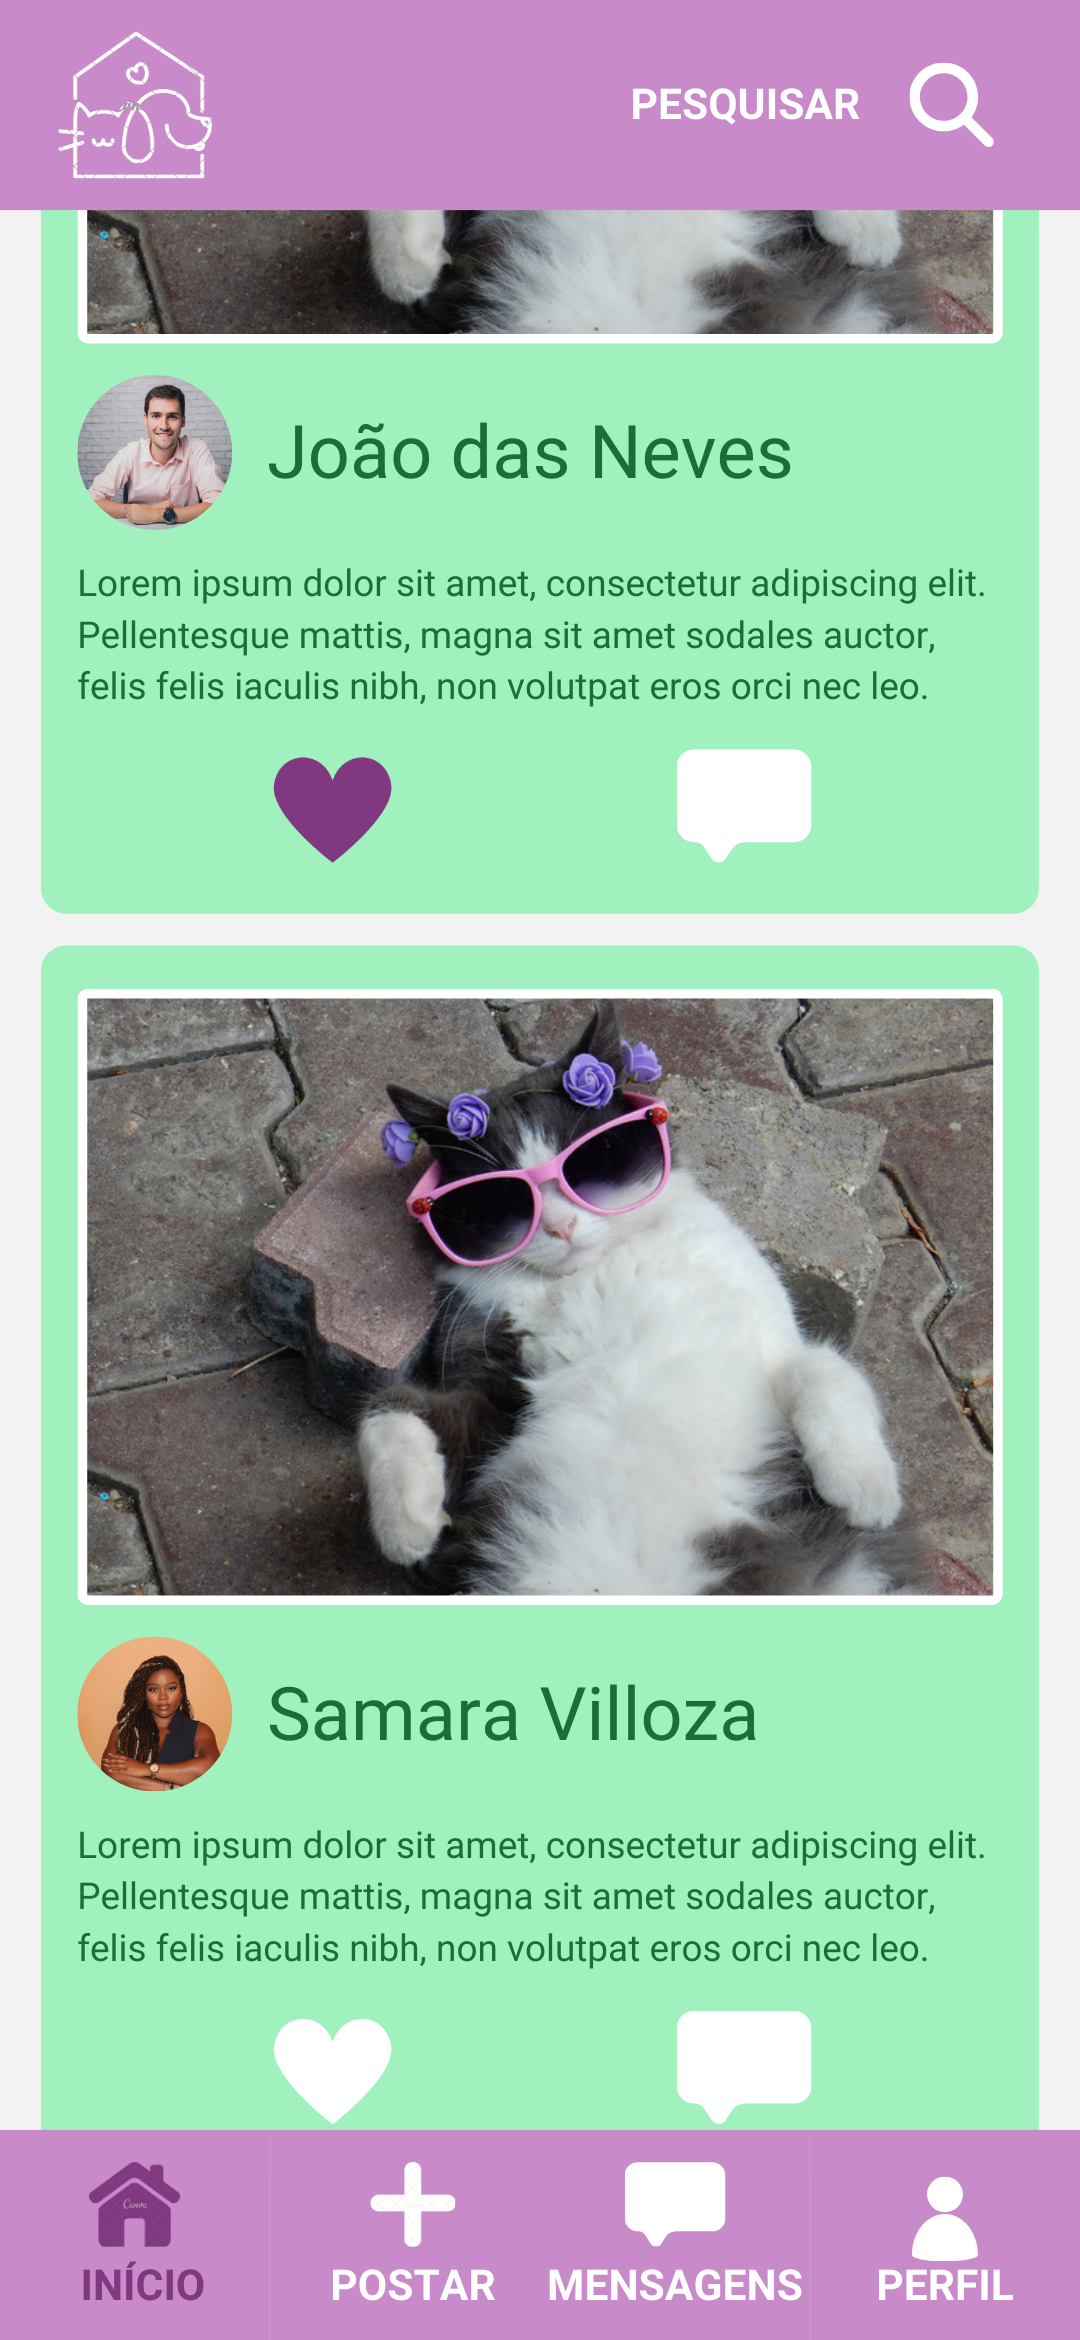 PESQUISAR
João das Neves
Lorem ipsum dolor sit amet, consectetur adipiscing elit.
Pellentesque mattis, magna sit amet sodales auctor,
felis felis iaculis nibh, non volutpat eros orci nec leo.
Samara Villoza
Lorem ipsum dolor sit amet, consectetur adipiscing elit.
Pellentesque mattis, magna sit amet sodales auctor,
felis felis iaculis nibh, non volutpat eros orci nec leo.
Canva
INÍCIO
POSTAR
MENSAGENS
PERFIL